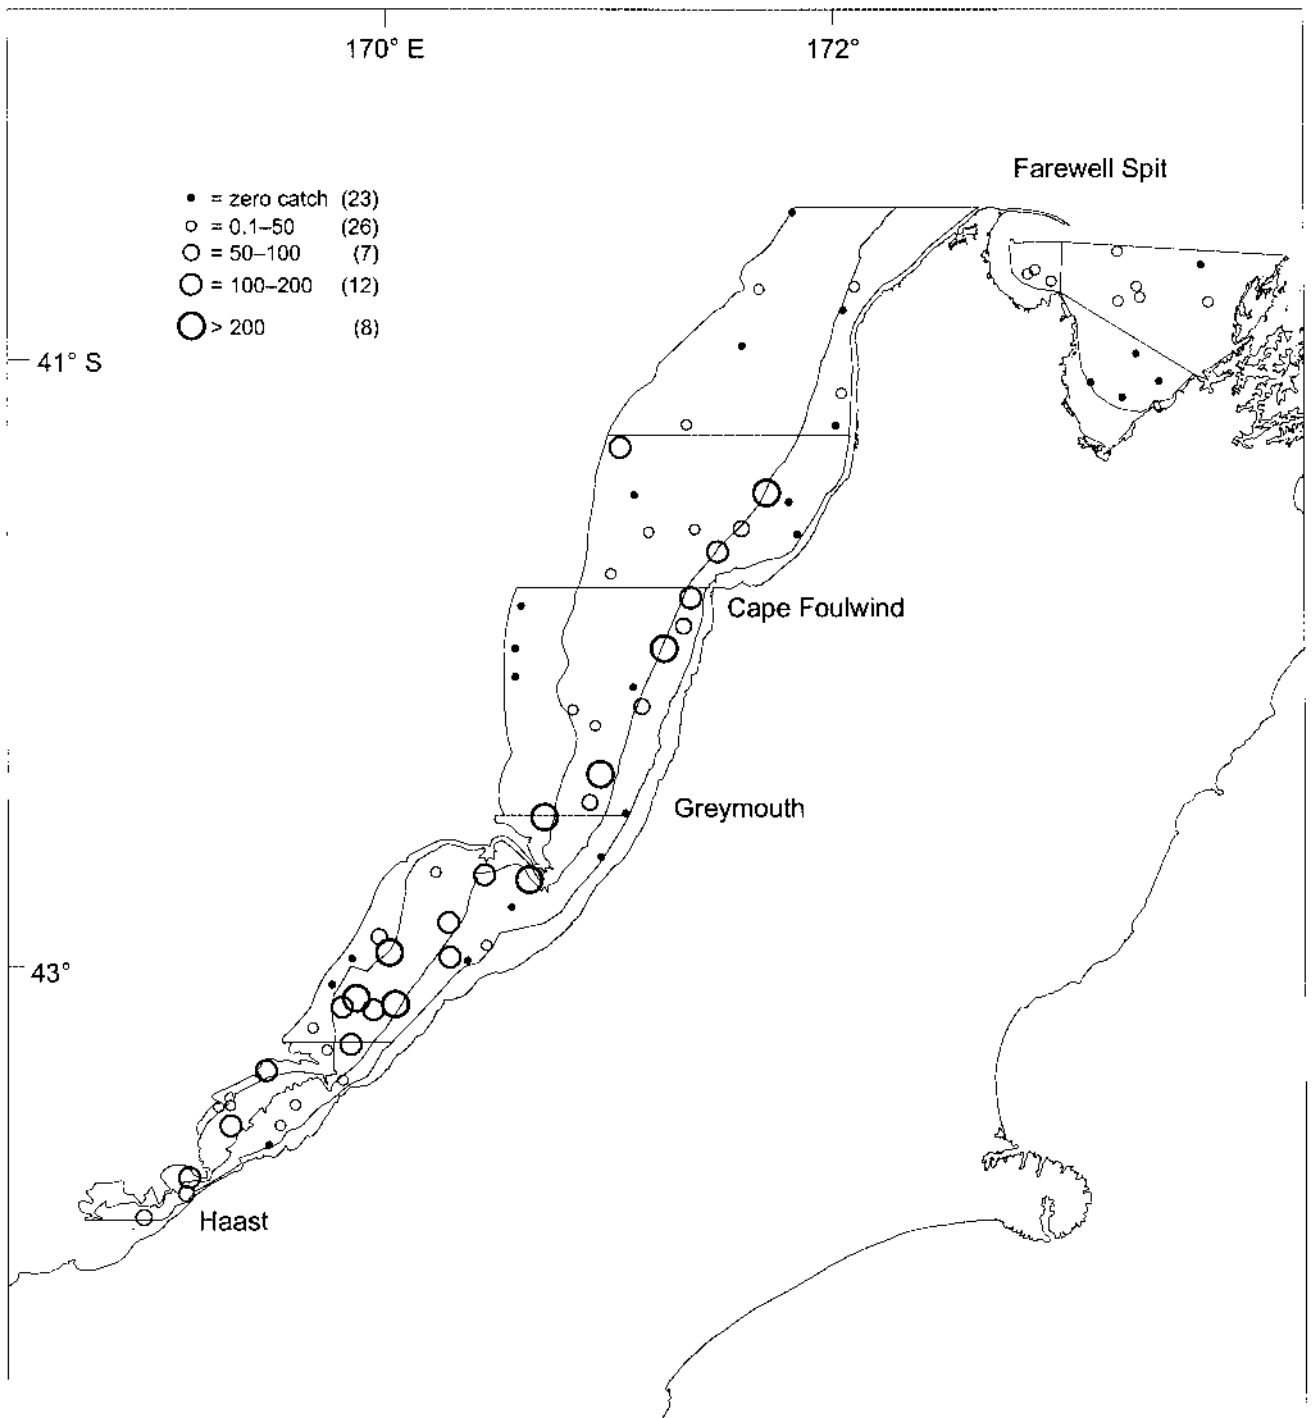 170° E 172°
Farewell Spit
• = zero catch (23)
○ = 0.1–50 (26)
○ = 50–100 (7)
○ = 100–200 (12)
○ > 200 (8)
41° S
Cape Foulwind
Greymouth
43°
Haast